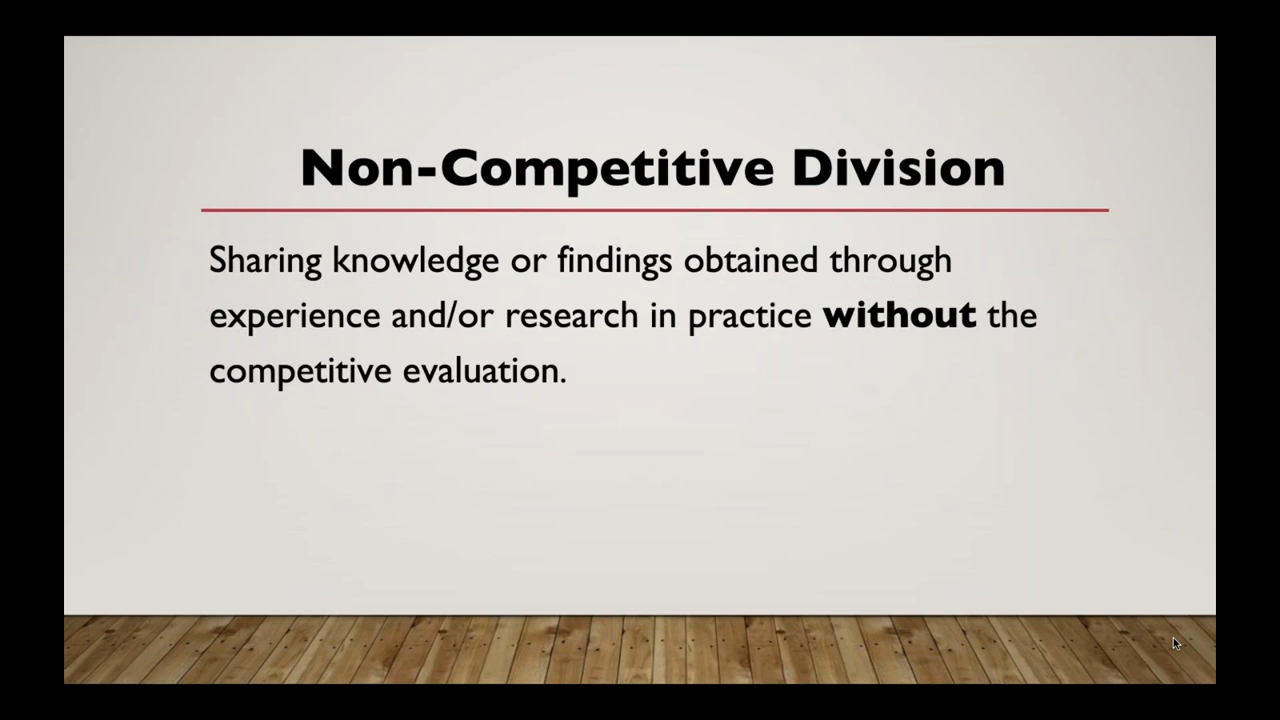 Non-Competitive Division
Sharing knowledge or findings obtained through
experience and/or research in practice without the
competitive evaluation.